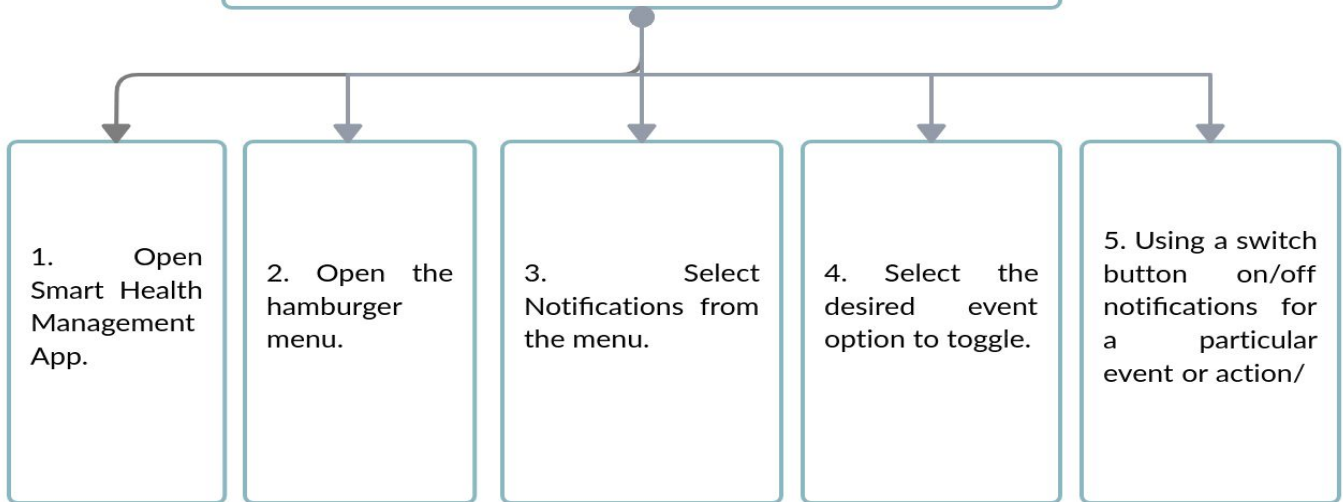 1. Open
Smart Health
Management
App.
2. Open the
hamburger
menu.
3. Select
Notifications from
the menu.
4. Select the
desired event
option to toggle.
5. Using a switch
button on/off
notifications for
a particular
event or action/